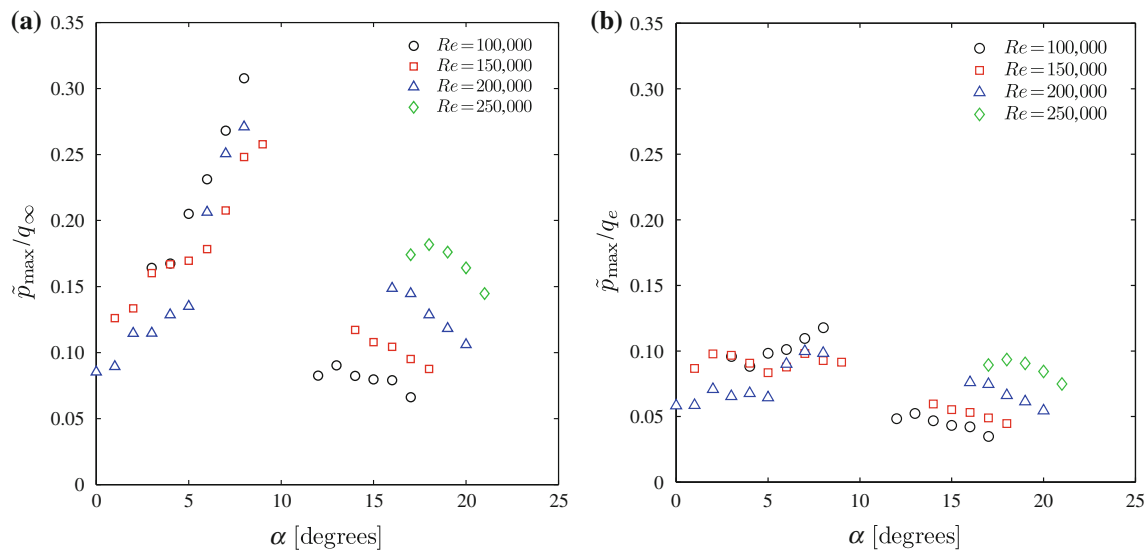 (a)
0.35
0.30
0.25
0.20
0.15
0.10
0.05
0
p̃max/q∞
0 5 10 15 20 25
α [degrees]
Re=100,000
Re=150,000
Re=200,000
Re=250,000
(b)
0.35
0.30
0.25
0.20
0.15
0.10
0.05
0
p̃max/qe
0 5 10 15 20 25
α [degrees]
Re=100,000
Re=150,000
Re=200,000
Re=250,000